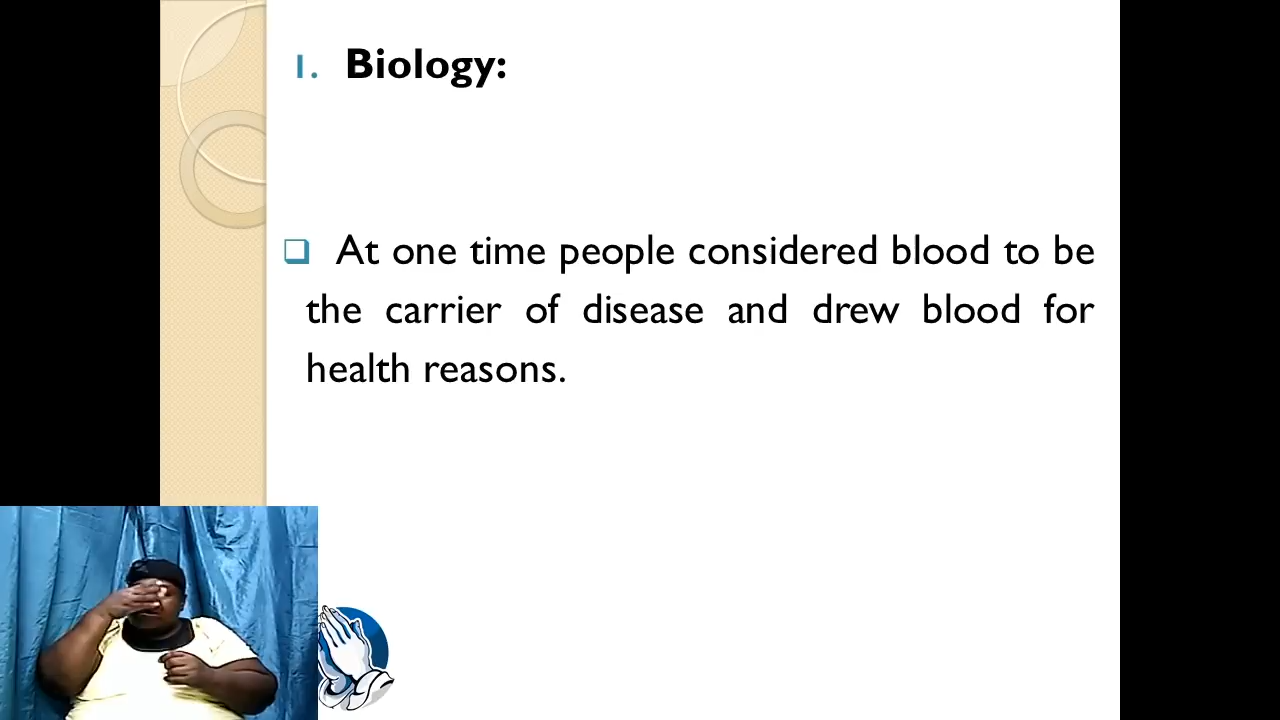 1. Biology:
At one time people considered blood to be
the carrier of disease and drew blood for
health reasons.